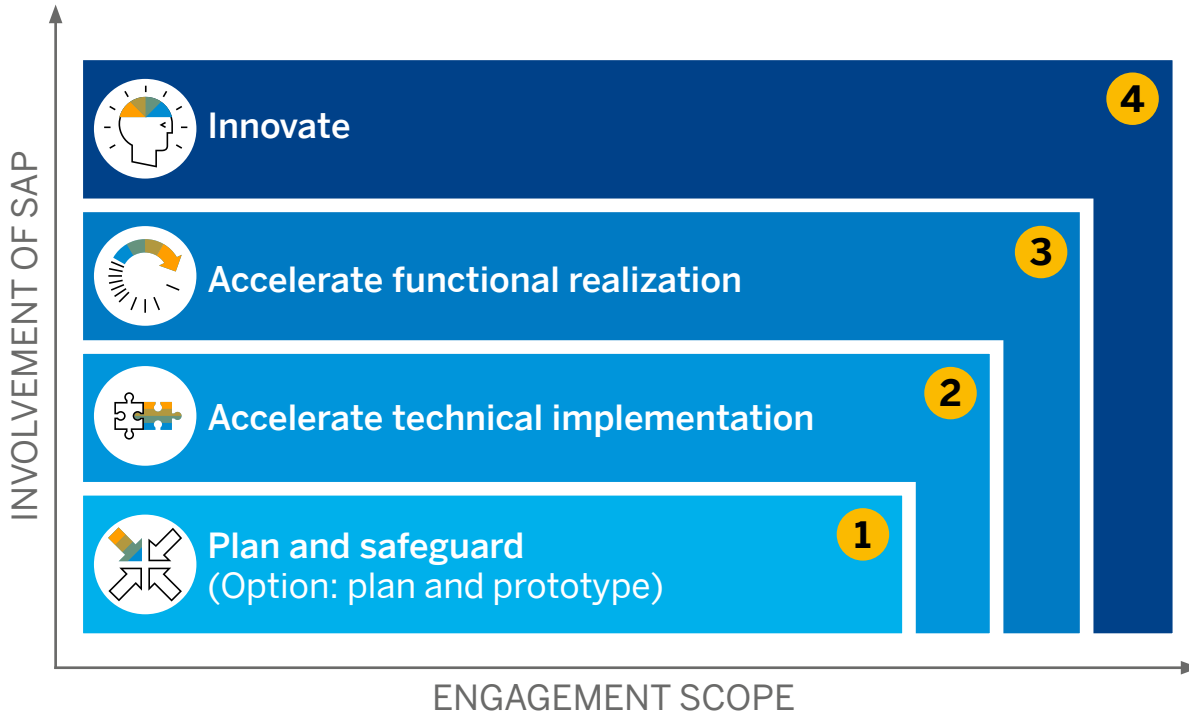 INVOLVEMENT OF SAP
4
Innovate
3
Accelerate functional realization
2
Accelerate technical implementation
1
Plan and safeguard
(Option: plan and prototype)
ENGAGEMENT SCOPE